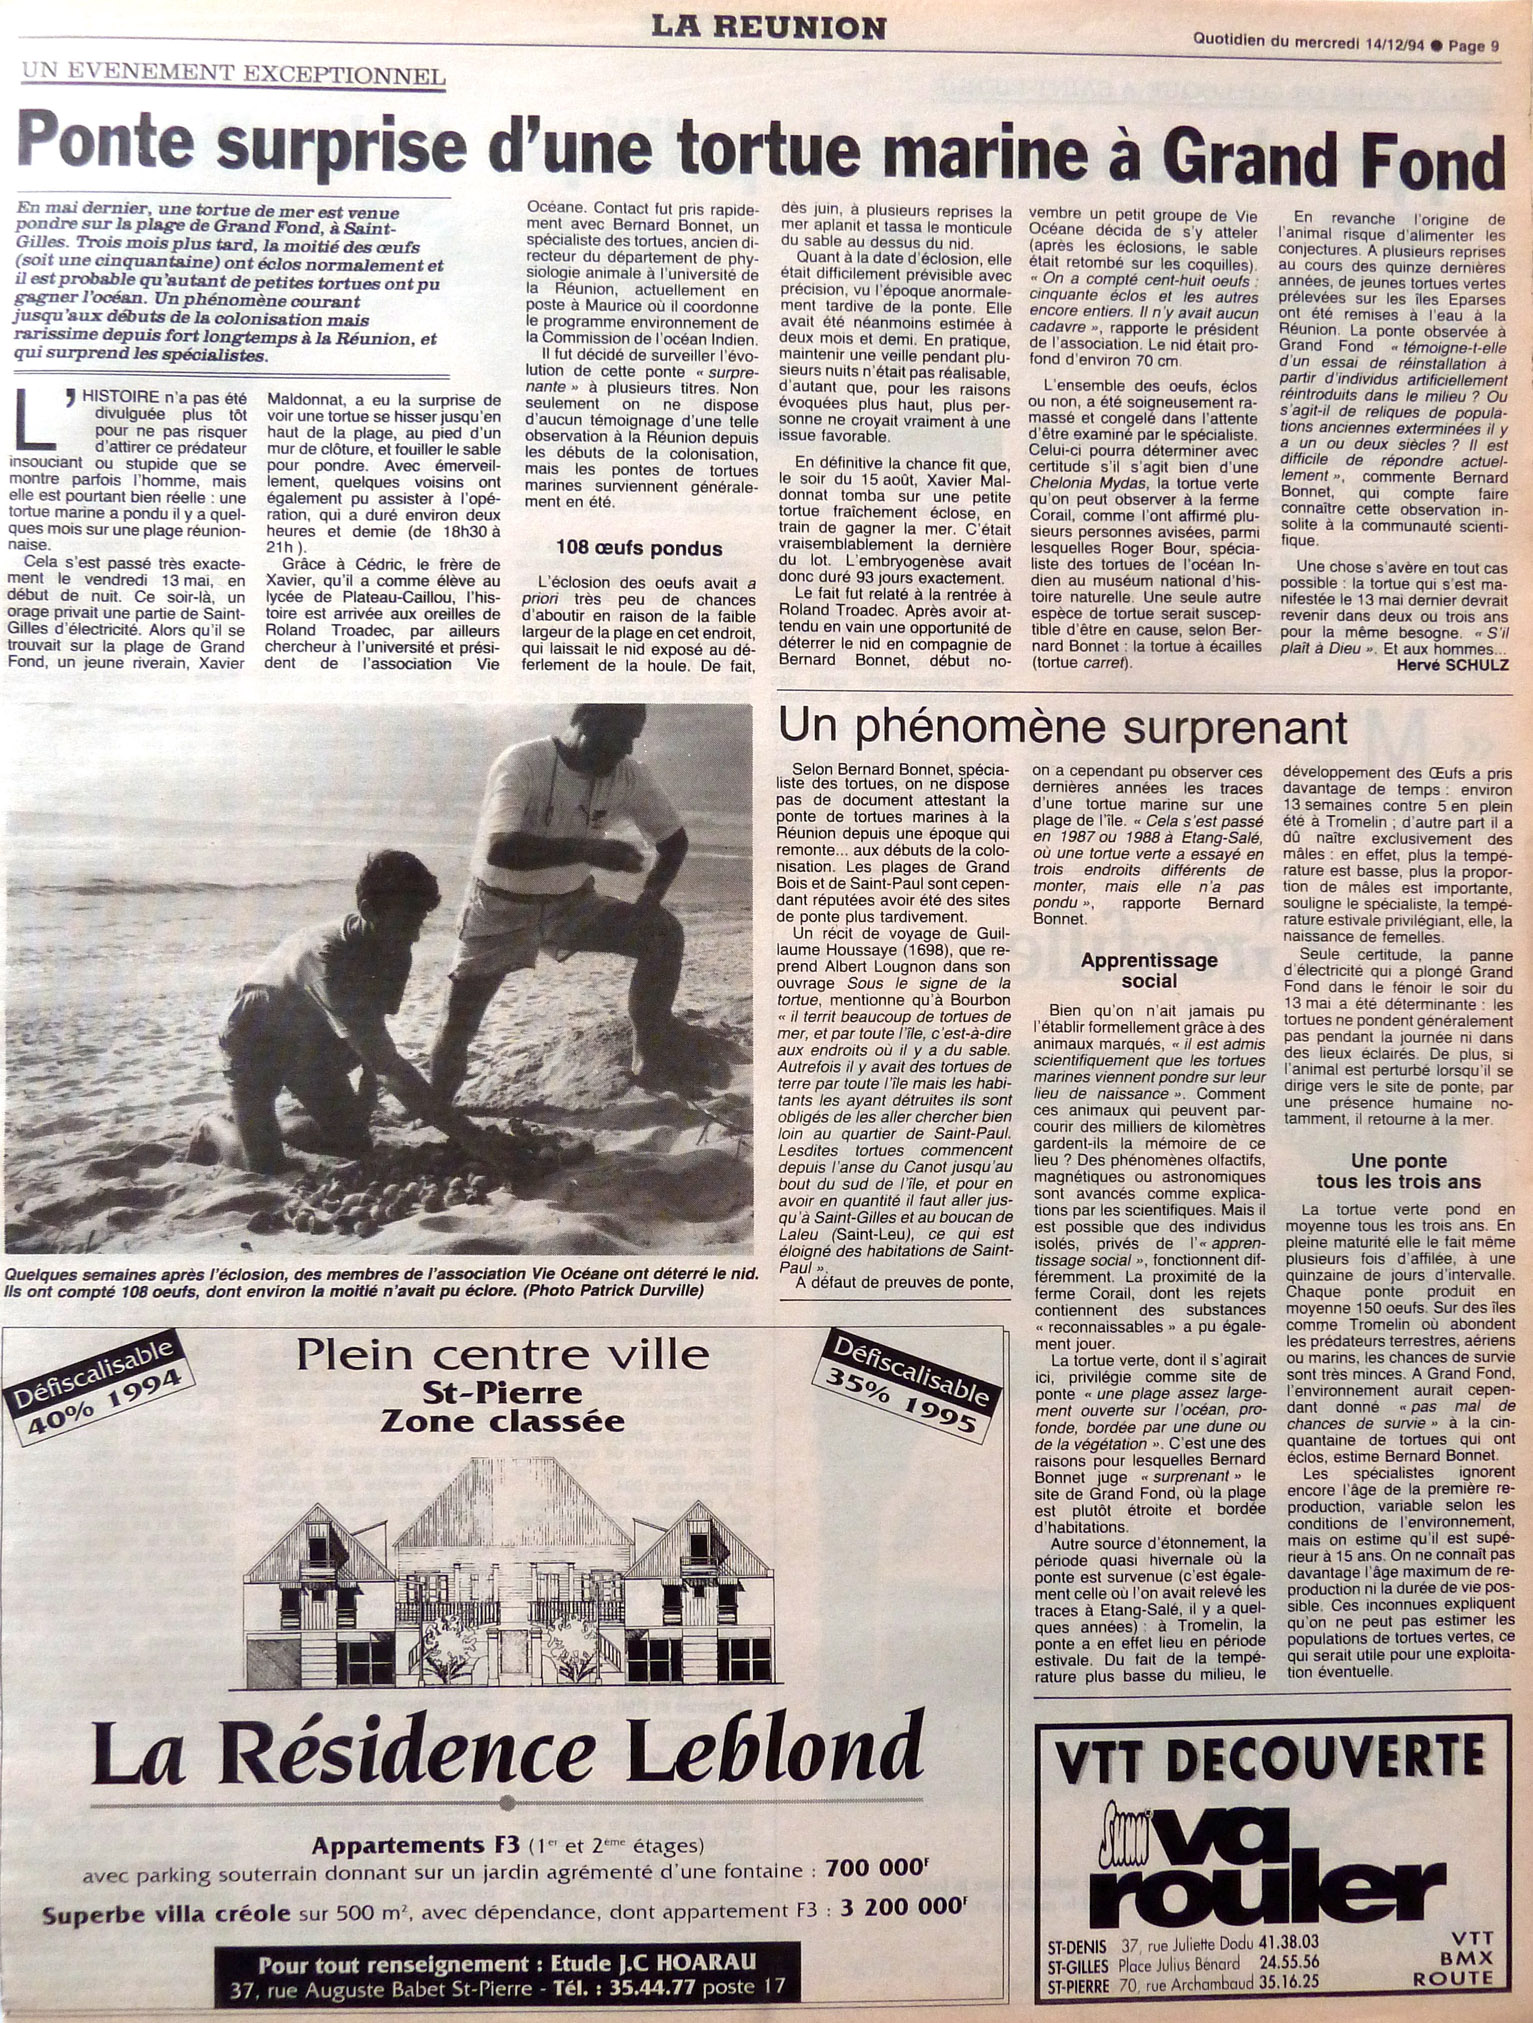 LA REUNION
Quotidien du mercredi 14/12/94 ● Page 9
UN EVENEMENT EXCEPTIONNEL
Ponte surprise d'une tortue marine à Grand Fond
En mai dernier, une tortue de mer est venue
pondre sur la plage de Grand Fond, à Saint-
Gilles. Trois mois plus tard, la moitié des œufs
(soit une cinquantaine) ont éclos normalement et
il est probable qu'autant de petites tortues ont pu
gagner l'océan. Un phénomène courant
jusqu'aux débuts de la colonisation mais
rarissime depuis fort longtemps à la Réunion, et
qui surprend les spécialistes.
L'HISTOIRE n'a pas été
divulguée plus tôt
pour ne pas risquer
d'attirer ce prédateur
insouciant ou stupide que se
montre parfois l'homme, mais
elle est pourtant bien réelle : une
tortue marine a pondu il y a quel-
ques mois sur une plage réunion-
naise.
Cela s'est passé très exacte-
ment le vendredi 13 mai, en
début de nuit. Ce soir-là, un
orage privait une partie de Saint-
Gilles d'électricité. Alors qu'il se
trouvait sur la plage de Grand
Fond, un jeune riverain, Xavier
Maldonnat, a eu la surprise de
voir une tortue se hisser jusqu'en
haut de la plage, au pied d'un
mur de clôture, et fouiller le sable
pour pondre. Avec émerveil-
lement, quelques voisins ont
également pu assister à l'opé-
ration, qui a duré environ deux
heures et demie (de 18h30 à
21h ).
Grâce à Cédric, le frère de
Xavier, qu'il a comme élève au
lycée de Plateau-Caillou, l'his-
toire est arrivée aux oreilles de
Roland Troadec, par ailleurs
chercheur à l'université et prési-
dent de l'association Vie
Océane. Contact fut pris rapide-
ment avec Bernard Bonnet, un
spécialiste des tortues, ancien di-
recteur du département de phy-
siologie animale à l'université de
la Réunion, actuellement en
poste à Maurice où il coordonne
le programme environnement de
la Commission de l'océan Indien.
Il fut décidé de surveiller l'évo-
lution de cette ponte « surpre-
nante » à plusieurs titres. Non
seulement on ne dispose
d'aucun témoignage d'une telle
observation à la Réunion depuis
les débuts de la colonisation,
mais les pontes de tortues
marines surviennent générale-
ment en été.
108 œufs pondus
L'éclosion des oeufs avait a
priori très peu de chances
d'aboutir en raison de la faible
largeur de la plage en cet endroit,
qui laissait le nid exposé au dé-
ferlement de la houle. De fait,
dès juin, à plusieurs reprises la
mer aplanit et tassa le monticule
du sable au dessus du nid.
Quant à la date d'éclosion, elle
était difficilement prévisible avec
précision, vu l'époque anormale-
ment tardive de la ponte. Elle
avait été néanmoins estimée à
deux mois et demi. En pratique,
maintenir une veille pendant plu-
sieurs nuits n'était pas réalisable,
d'autant que, pour les raisons
évoquées plus haut, plus per-
sonne ne croyait vraiment à une
issue favorable.
En définitive la chance fit que,
le soir du 15 août, Xavier Mal-
donnat tomba sur une petite
tortue fraîchement éclose, en
train de gagner la mer. C'était
vraisemblablement la dernière
du lot. L'embryogenèse avait
donc duré 93 jours exactement.
Le fait fut relaté à la rentrée à
Roland Troadec. Après avoir at-
tendu en vain une opportunité de
déterrer le nid en compagnie de
Bernard Bonnet, début no-
vembre un petit groupe de Vie
Océane décida de s'y atteler
(après les éclosions, le sable
était retombé sur les coquilles).
« On a compté cent-huit oeufs :
cinquante éclos et les autres
encore entiers. Il n'y avait aucun
cadavre », rapporte le président
de l'association. Le nid était pro-
fond d'environ 70 cm.
L'ensemble des oeufs, éclos
ou non, a été soigneusement ra-
massé et congelé dans l'attente
d'être examiné par le spécialiste.
Celui-ci pourra déterminer avec
certitude s'il s'agit bien d'une
Chelonia Mydas, la tortue verte
qu'on peut observer à la ferme
Corail, comme l'ont affirmé plu-
sieurs personnes avisées, parmi
lesquelles Roger Bour, spécia-
liste des tortues de l'océan In-
dien au muséum national d'his-
toire naturelle. Une seule autre
espèce de tortue serait suscep-
tible d'être en cause, selon Ber-
nard Bonnet : la tortue à écailles
(tortue carret).
En revanche l'origine de
l'animal risque d'alimenter les
conjectures. A plusieurs reprises
au cours des quinze dernières
années, de jeunes tortues vertes
prélevées sur les îles Eparses
ont été remises à l'eau à la
Réunion. La ponte observée à
Grand Fond « témoigne-t-elle
d'un essai de réinstallation à
partir d'individus artificiellement
réintroduits dans le milieu ? Ou
s'agit-il de reliques de popula-
tions anciennes exterminées il y
a un ou deux siècles ? Il est
difficile de répondre actuel-
lement », commente Bernard
Bonnet, qui compte faire
connaître cette observation in-
solite à la communauté scienti-
fique.
Une chose s'avère en tout cas
possible : la tortue qui s'est ma-
nifestée le 13 mai dernier devrait
revenir dans deux ou trois ans
pour la même besogne. « S'il
plaît à Dieu ». Et aux hommes...
Hervé SCHULZ
Quelques semaines après l'éclosion, des membres de l'association Vie Océane ont déterré le nid.
Ils ont compté 108 oeufs, dont environ la moitié n'avait pu éclore. (Photo Patrick Durville)
Un phénomène surprenant
Selon Bernard Bonnet, spécia-
liste des tortues, on ne dispose
pas de document attestant la
ponte de tortues marines à la
Réunion depuis une époque qui
remonte... aux débuts de la colo-
nisation. Les plages de Grand
Bois et de Saint-Paul sont cepen-
dant réputées avoir été des sites
de ponte plus tardivement.
Un récit de voyage de Guil-
laume Houssaye (1698), que re-
prend Albert Lougnon dans son
ouvrage Sous le signe de la
tortue, mentionne qu'à Bourbon
« il territ beaucoup de tortues de
mer, et par toute l'île, c'est-à-dire
aux endroits où il y a du sable.
Autrefois il y avait des tortues de
terre par toute l'île mais les habi-
tants les ayant détruites ils sont
obligés de les aller chercher bien
loin au quartier de Saint-Paul.
Lesdites tortues commencent
depuis l'anse du Canot jusqu'au
bout du sud de l'île, et pour en
avoir en quantité il faut aller jus-
qu'à Saint-Gilles et au boucan de
Laleu (Saint-Leu), ce qui est
éloigné des habitations de Saint-
Paul ».
A défaut de preuves de ponte,
on a cependant pu observer ces
dernières années les traces
d'une tortue marine sur une
plage de l'île. « Cela s'est passé
en 1987 ou 1988 à Etang-Salé,
où une tortue verte a essayé en
trois endroits différents de
monter, mais elle n'a pas
pondu », rapporte Bernard
Bonnet.
Apprentissage
social
Bien qu'on n'ait jamais pu
l'établir formellement grâce à des
animaux marqués, « il est admis
scientifiquement que les tortues
marines viennent pondre sur leur
lieu de naissance ». Comment
ces animaux qui peuvent par-
courir des milliers de kilomètres
gardent-ils la mémoire de ce
lieu ? Des phénomènes olfactifs,
magnétiques ou astronomiques
sont avancés comme explica-
tions par les scientifiques. Mais il
est possible que des individus
isolés, privés de l'« appren-
tissage social », fonctionnent dif-
féremment. La proximité de la
ferme Corail, dont les rejets
contiennent des substances
« reconnaissables » a pu égale-
ment jouer.
La tortue verte, dont il s'agirait
ici, privilégie comme site de
ponte « une plage assez large-
ment ouverte sur l'océan, pro-
fonde, bordée par une dune ou
de la végétation ». C'est une des
raisons pour lesquelles Bernard
Bonnet juge « surprenant » le
site de Grand Fond, où la plage
est plutôt étroite et bordée
d'habitations.
Autre source d'étonnement, la
période quasi hivernale où la
ponte est survenue (c'est égale-
ment celle où l'on avait relevé les
traces à Etang-Salé, il y a quel-
ques années) : à Tromelin, la
ponte a en effet lieu en période
estivale. Du fait de la tempé-
rature plus basse du milieu, le
développement des Œufs a pris
davantage de temps : environ
13 semaines contre 5 en plein
été à Tromelin ; d'autre part il a
dû naître exclusivement des
mâles : en effet, plus la tempé-
rature est basse, plus la propor-
tion de mâles est importante,
souligne le spécialiste, la tempé-
rature estivale privilégiant, elle, la
naissance de femelles.
Seule certitude, la panne
d'électricité qui a plongé Grand
Fond dans le fénoir le soir du
13 mai a été déterminante : les
tortues ne pondent généralement
pas pendant la journée ni dans
des lieux éclairés. De plus, si
l'animal est perturbé lorsqu'il se
dirige vers le site de ponte, par
une présence humaine no-
tamment, il retourne à la mer.
Une ponte
tous les trois ans
La tortue verte pond en
moyenne tous les trois ans. En
pleine maturité elle le fait même
plusieurs fois d'affilée, à une
quinzaine de jours d'intervalle.
Chaque ponte produit en
moyenne 150 oeufs. Sur des îles
comme Tromelin où abondent
les prédateurs terrestres, aériens
ou marins, les chances de survie
sont très minces. A Grand Fond,
l'environnement aurait cepen-
dant donné « pas mal de
chances de survie » à la cin-
quantaine de tortues qui ont
éclos, estime Bernard Bonnet.
Les spécialistes ignorent
encore l'âge de la première re-
production, variable selon les
conditions de l'environnement,
mais on estime qu'il est supé-
rieur à 15 ans. On ne connaît pas
davantage l'âge maximum de re-
production ni la durée de vie pos-
sible. Ces inconnues expliquent
qu'on ne peut pas estimer les
populations de tortues vertes, ce
qui serait utile pour une exploita-
tion éventuelle.
Défiscalisable
40% 1994
Plein centre ville
St-Pierre
Zone classée
Défiscalisable
35% 1995
La Résidence Leblond
Appartements F3 (1er et 2ème étages)
avec parking souterrain donnant sur un jardin agrémenté d'une fontaine : 700 000F
Superbe villa créole sur 500 m², avec dépendance, dont appartement F3 : 3 200 000F
Pour tout renseignement : Etude J.C HOARAU
37, rue Auguste Babet St-Pierre - Tél. : 35.44.77 poste 17
VTT DECOUVERTE
Sunn va
rouler
ST-DENIS 37, rue Juliette Dodu 41.38.03
ST-GILLES Place Julius Bénard 24.55.56
ST-PIERRE 70, rue Archambaud 35.16.25
VTT
BMX
ROUTE